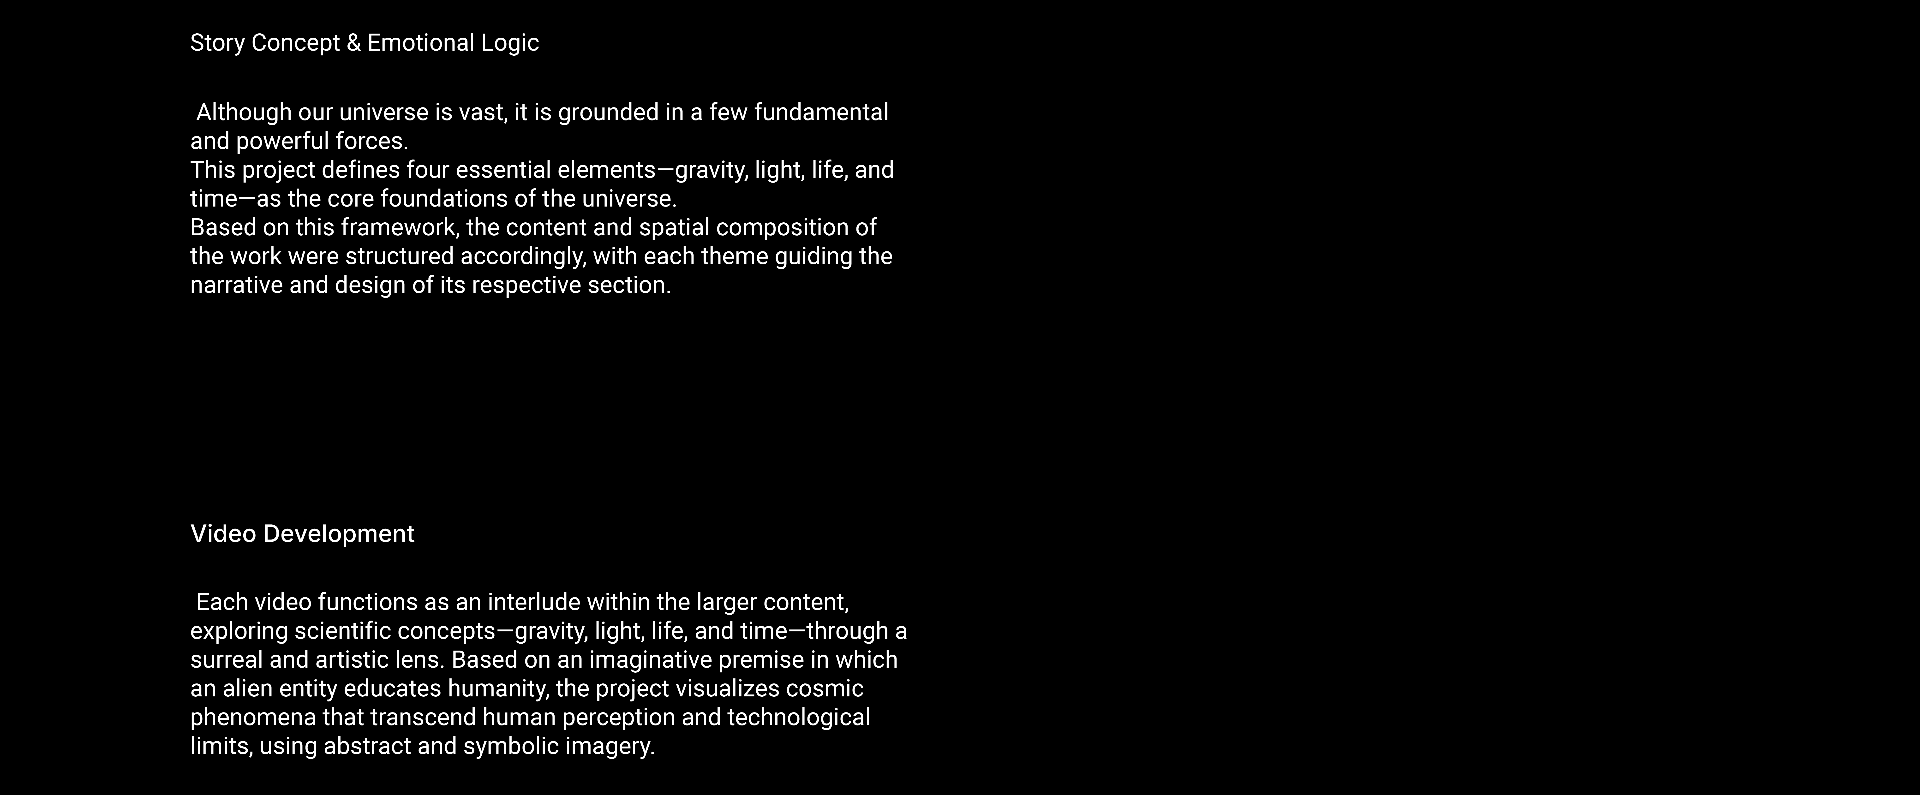 Story Concept & Emotional Logic
Although our universe is vast, it is grounded in a few fundamental
and powerful forces.
This project defines four essential elements—gravity, light, life, and
time—as the core foundations of the universe.
Based on this framework, the content and spatial composition of
the work were structured accordingly, with each theme guiding the
narrative and design of its respective section.
Video Development
Each video functions as an interlude within the larger content,
exploring scientific concepts—gravity, light, life, and time—through a
surreal and artistic lens. Based on an imaginative premise in which
an alien entity educates humanity, the project visualizes cosmic
phenomena that transcend human perception and technological
limits, using abstract and symbolic imagery.